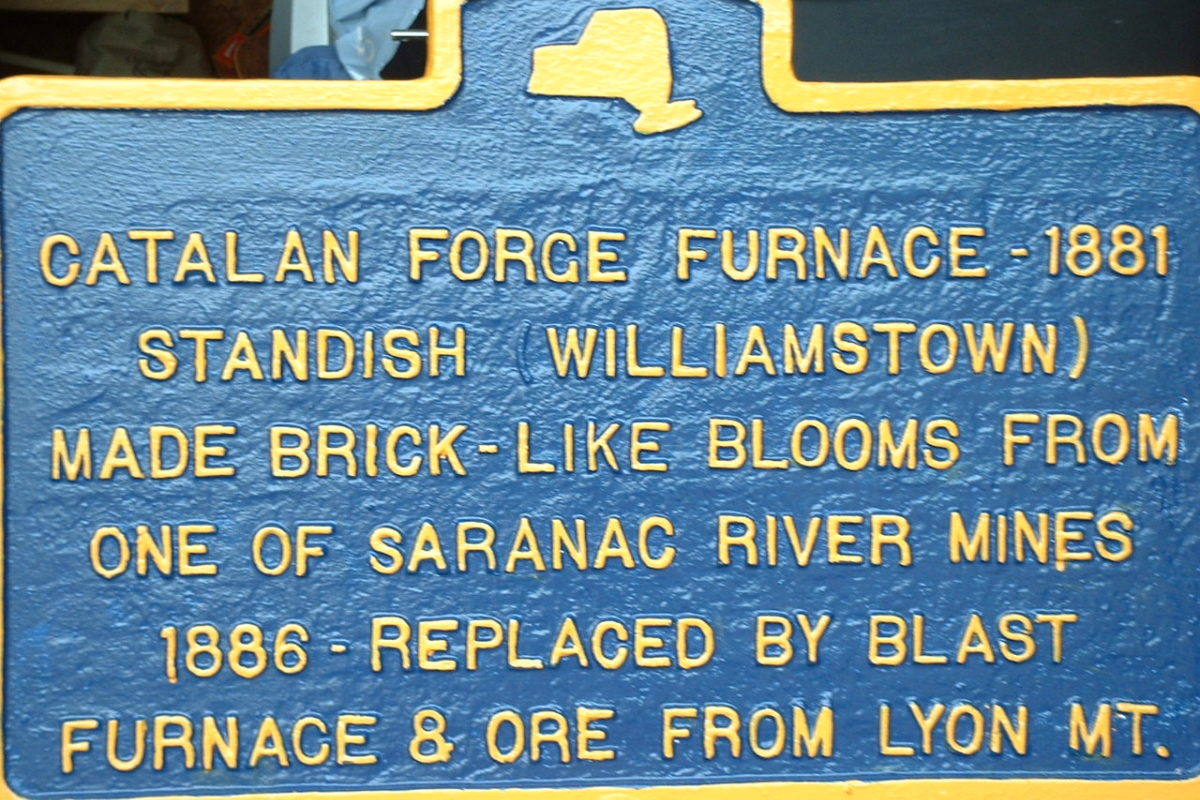 CATALAN FORGE FURNACE - 1881
STANDISH (WILLIAMSTOWN)
MADE BRICK-LIKE BLOOMS FROM
ONE OF SARANAC RIVER MINES
1886 - REPLACED BY BLAST
FURNACE & ORE FROM LYON MT.